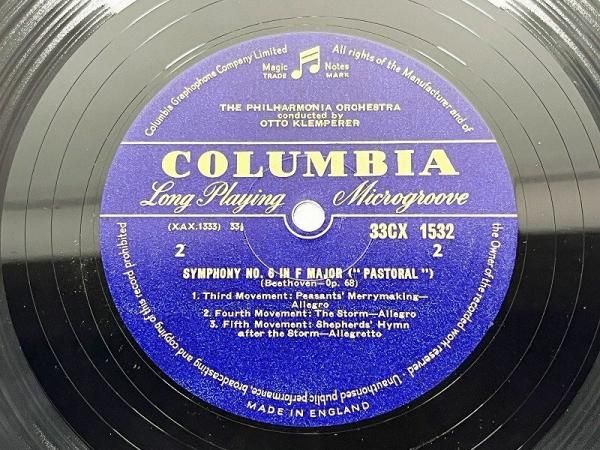 Columbia Graphophone Company Limited
All rights of the Manufacturer and of
the Owner of the recorded work reserved · Unauthorised public performance, broadcasting and copying of this record prohibited
Magic Notes
TRADE MARK
THE PHILHARMONIA ORCHESTRA
conducted by
OTTO KLEMPERER
COLUMBIA
Long Playing Microgroove
(XAX.1333) 33⅓ 33CX 1532
2 2
SYMPHONY NO. 6 IN F MAJOR (" PASTORAL ")
(Beethoven—Op. 68)
1. Third Movement: Peasants' Merrymaking—
Allegro
2. Fourth Movement: The Storm—Allegro
3. Fifth Movement: Shepherds' Hymn
after the Storm—Allegretto
MADE IN ENGLAND